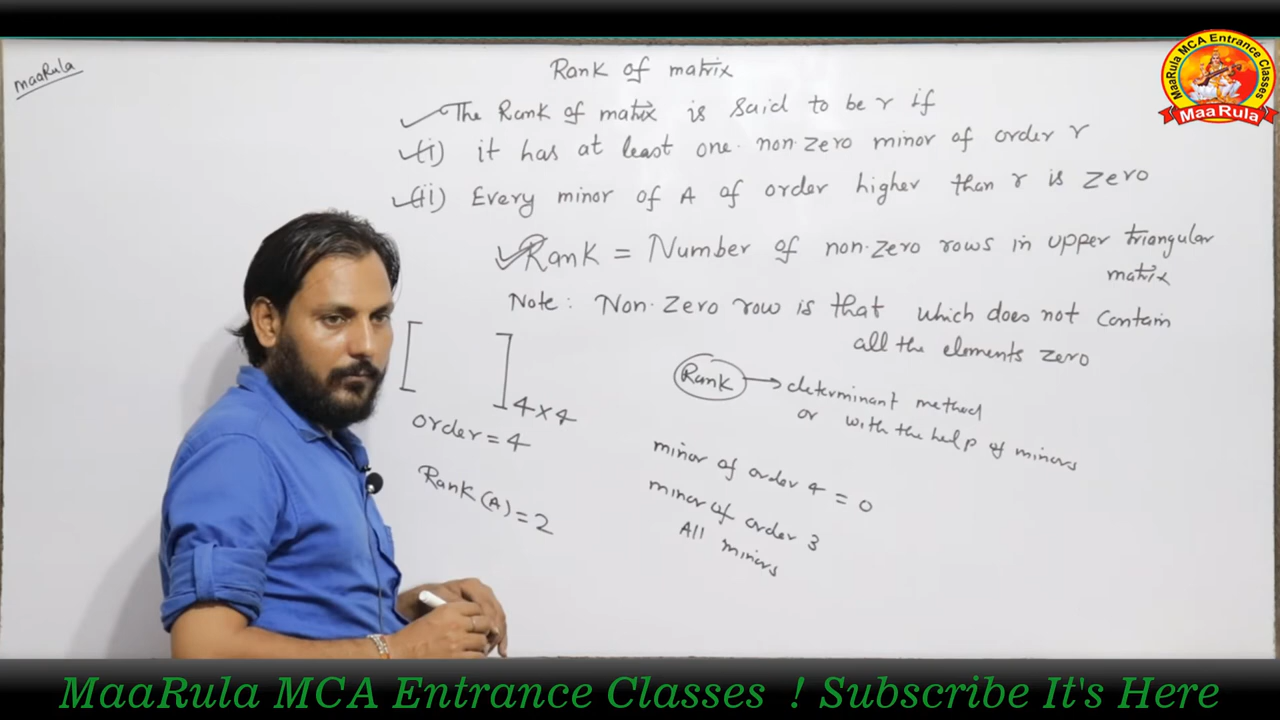 MaaRula
Rank of matrix
The Rank of matrix is said to be r if
(i) it has at least one non-zero minor of order r
(ii) Every minor of A of order higher than r is zero
Rank = Number of non-zero rows in upper triangular
matrix
Note: Non-Zero row is that which does not contain
all the elements zero
[ ] 4×4
order = 4
Rank (A) = 2
Rank → determinant method
or with the help of minors
minor of order 4 = 0
minor of order 3
All minors
MaaRula MCA Entrance Classes
MaaRula
MaaRula MCA Entrance Classes ! Subscribe It's Here